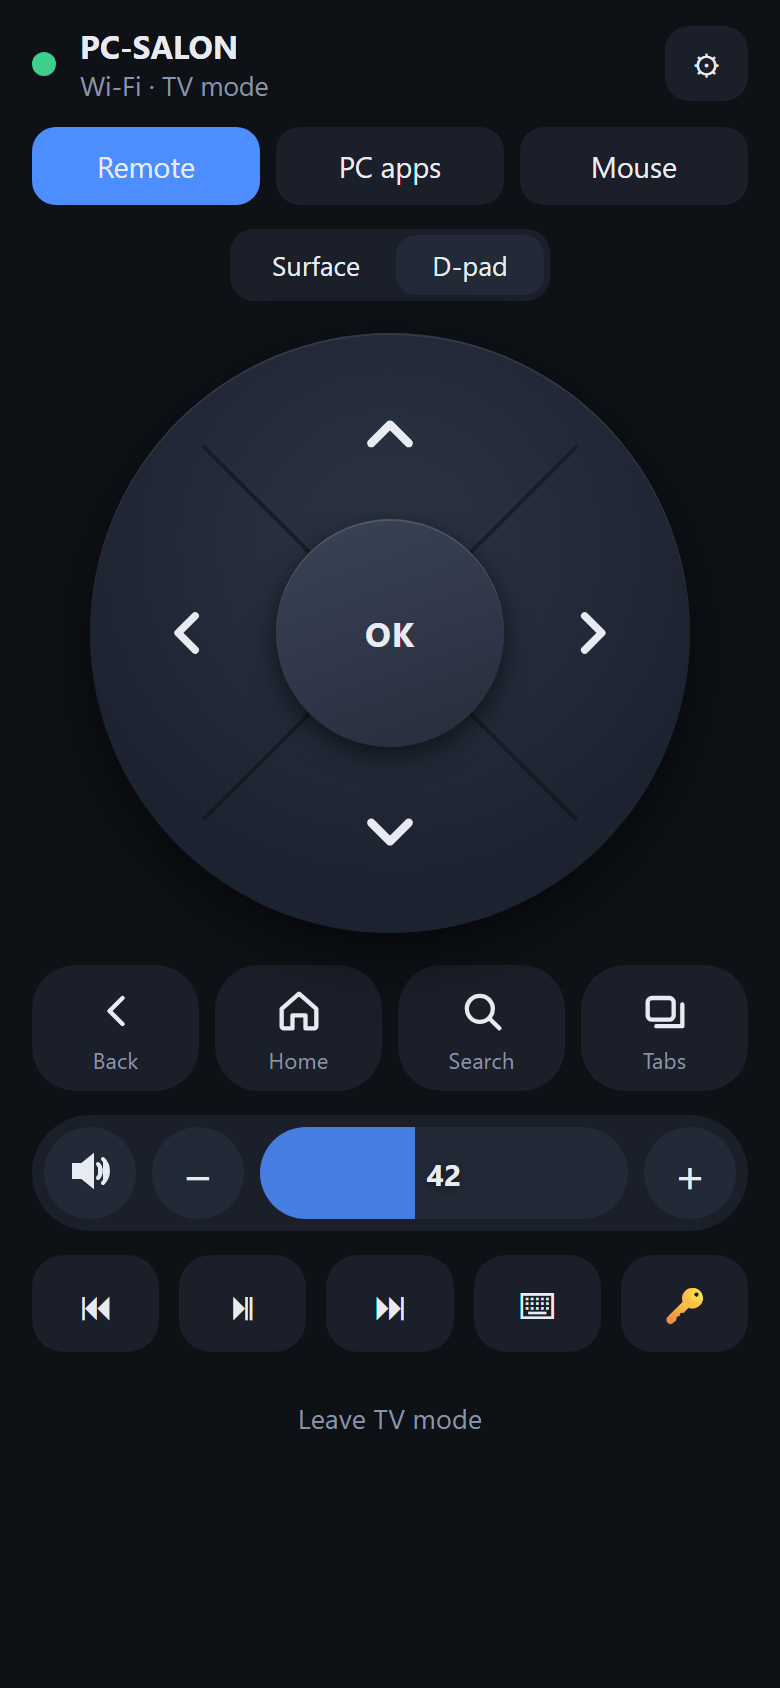 PC-SALON
Wi-Fi · TV mode
Remote
PC apps
Mouse
Surface
D-pad
OK
Back
Home
Search
Tabs
42
Leave TV mode